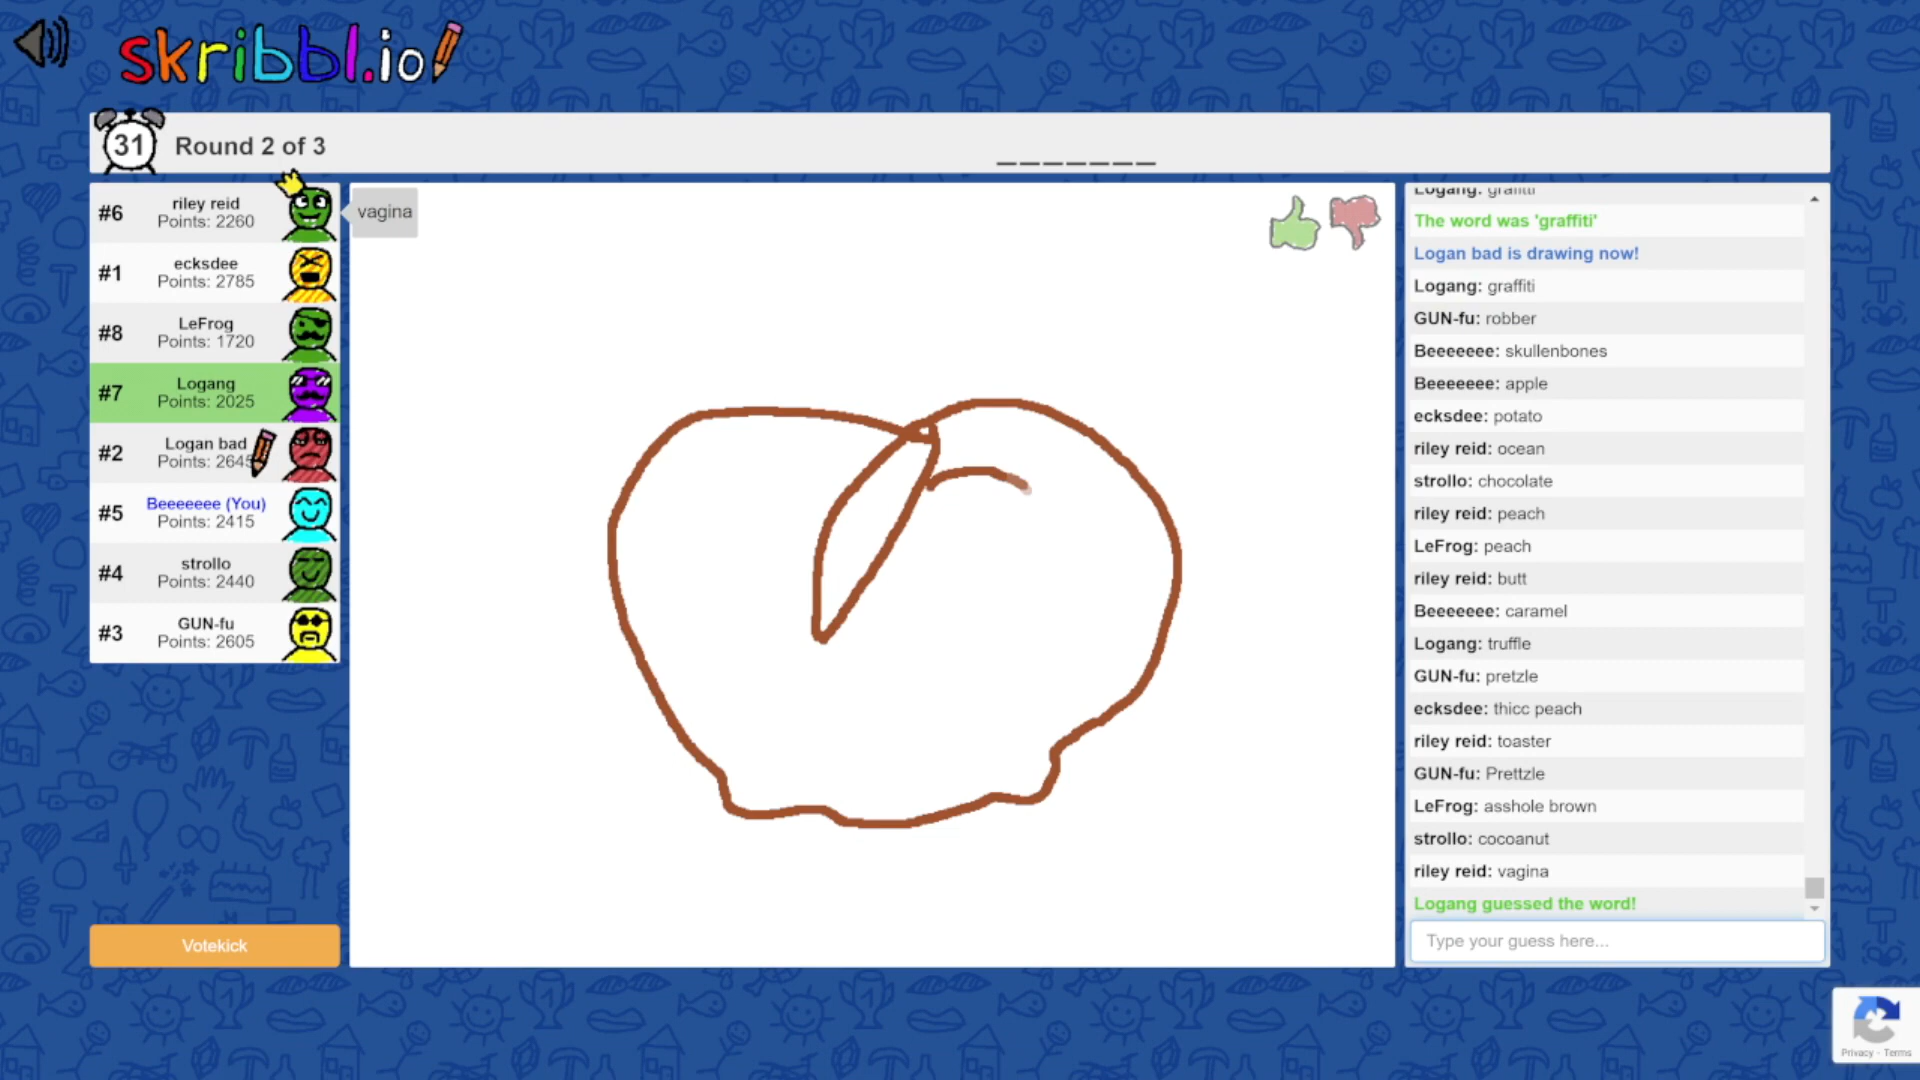 skribbl.io
31
Round 2 of 3
_______
#6
riley reid
Points: 2260
vagina
#1
ecksdee
Points: 2785
#8
LeFrog
Points: 1720
#7
Logang
Points: 2025
#2
Logan bad
Points: 2645
#5
Beeeeeee (You)
Points: 2415
#4
strollo
Points: 2440
#3
GUN-fu
Points: 2605
Votekick
Logang: graffiti
The word was 'graffiti'
Logan bad is drawing now!
Logang: graffiti
GUN-fu: robber
Beeeeeee: skullenbones
Beeeeeee: apple
ecksdee: potato
riley reid: ocean
strollo: chocolate
riley reid: peach
LeFrog: peach
riley reid: butt
Beeeeeee: caramel
Logang: truffle
GUN-fu: pretzle
ecksdee: thicc peach
riley reid: toaster
GUN-fu: Prettzle
LeFrog: asshole brown
strollo: cocoanut
riley reid: vagina
Logang guessed the word!
Type your guess here...
Privacy - Terms